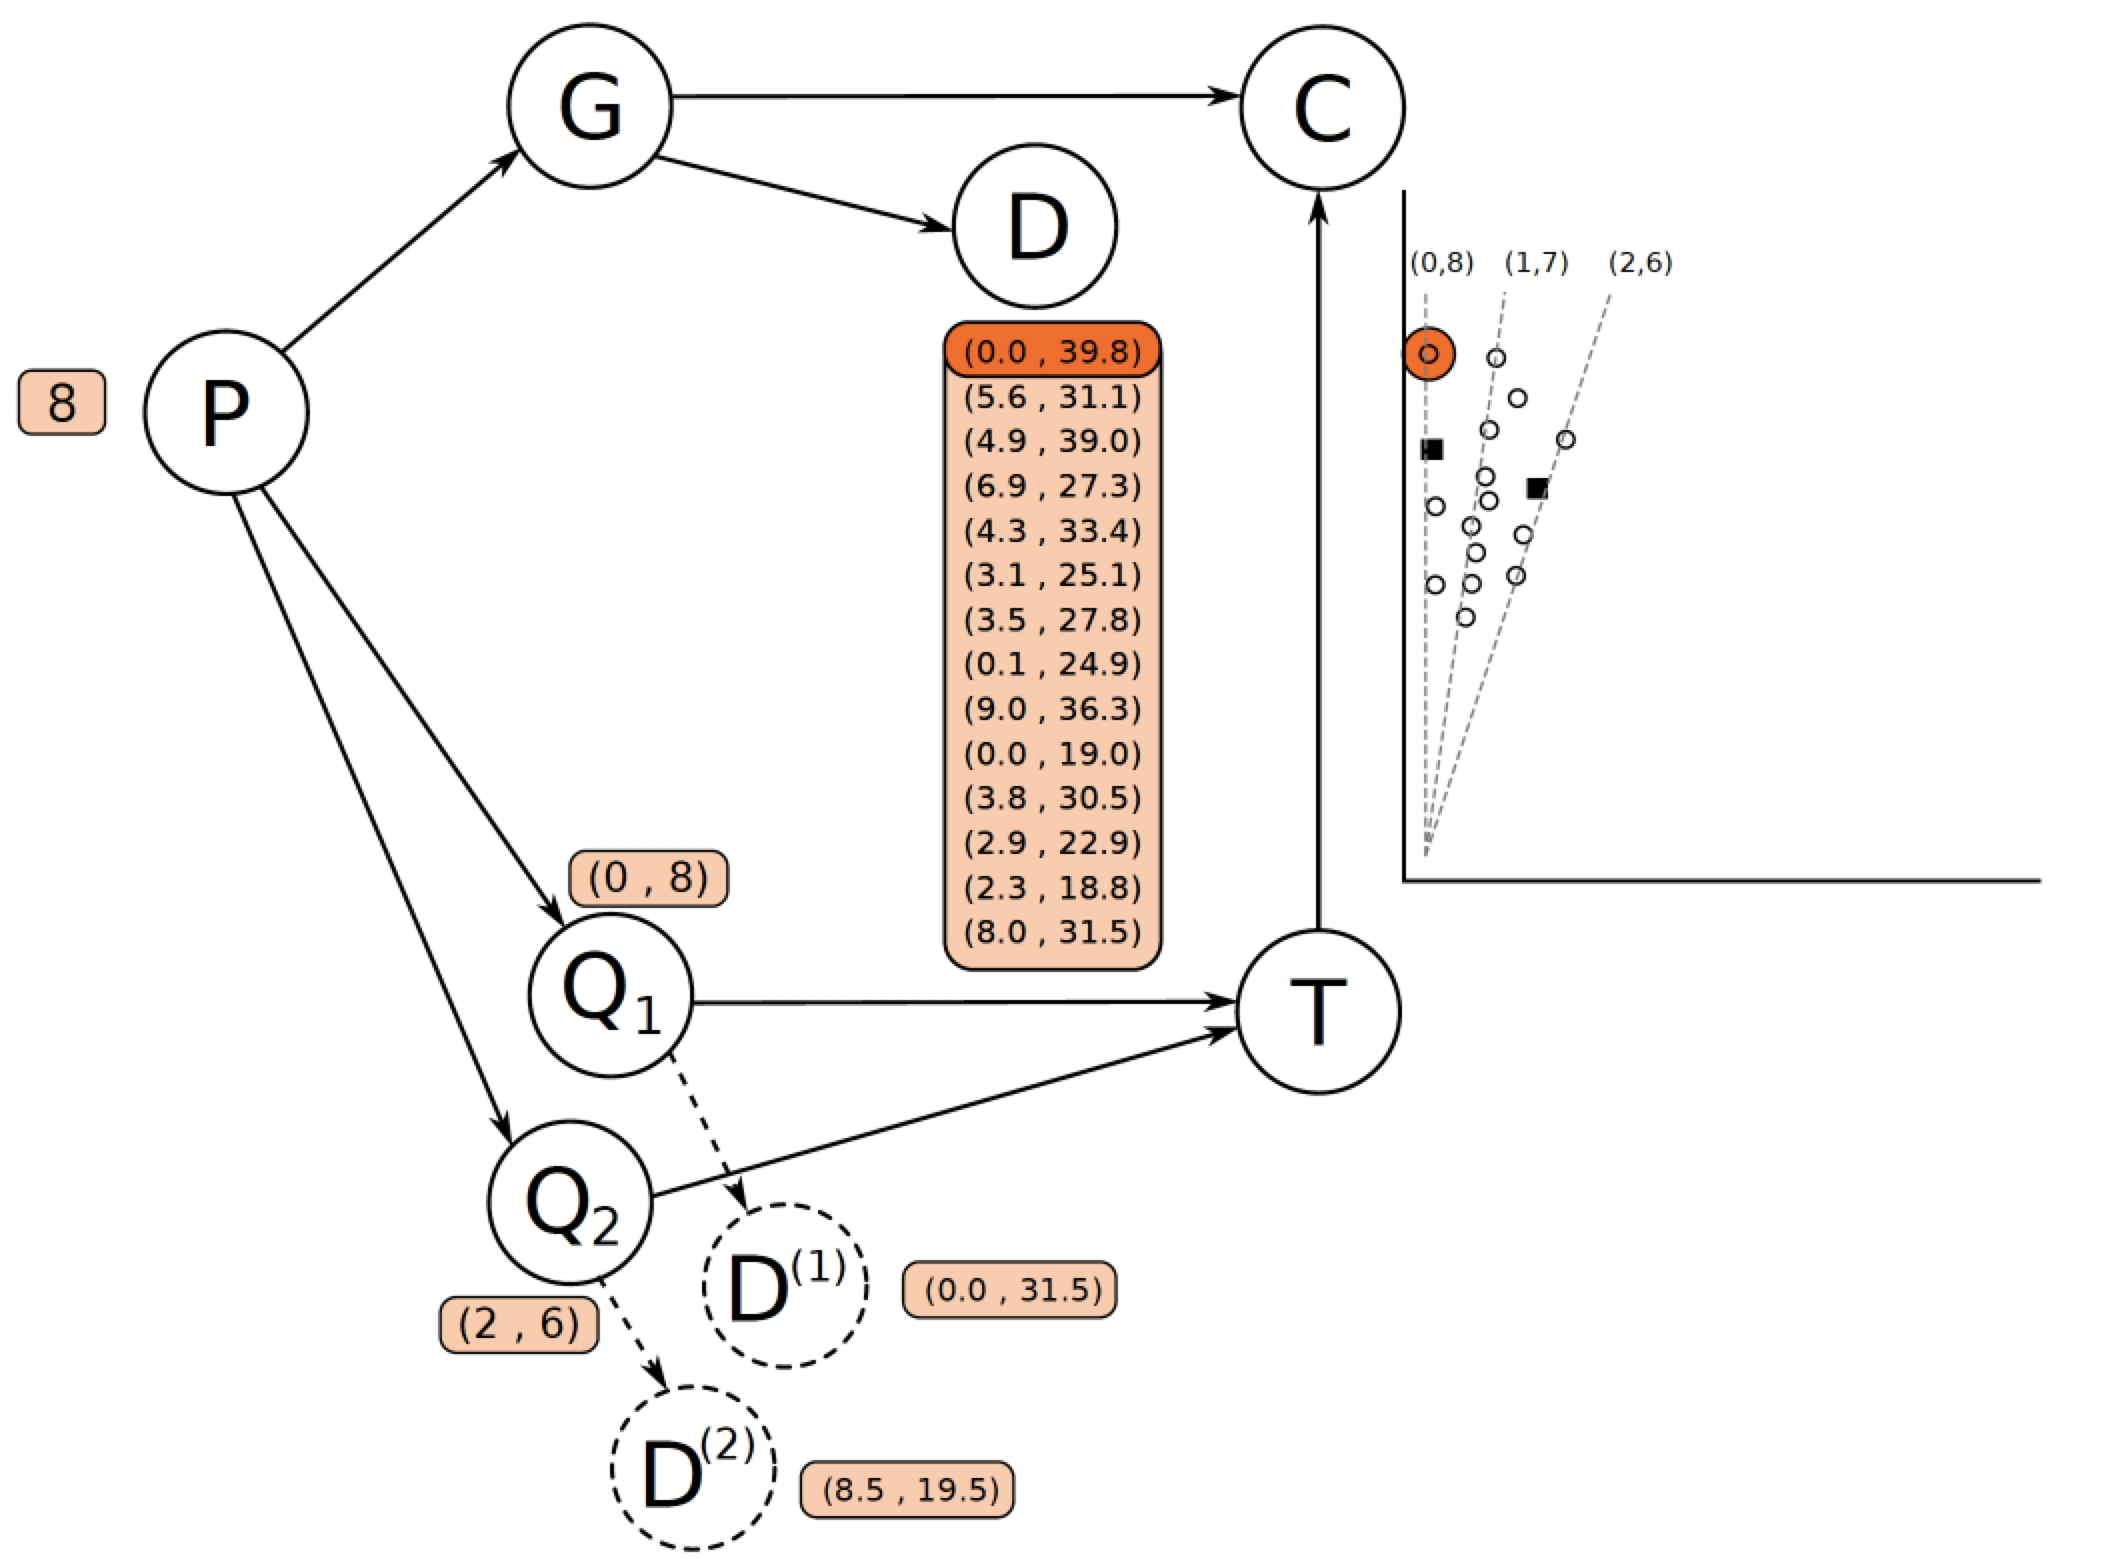 G
C
D
(0,8) (1,7) (2,6)
8
P
(0.0 , 39.8)
(5.6 , 31.1)
(4.9 , 39.0)
(6.9 , 27.3)
(4.3 , 33.4)
(3.1 , 25.1)
(3.5 , 27.8)
(0.1 , 24.9)
(9.0 , 36.3)
(0.0 , 19.0)
(3.8 , 30.5)
(2.9 , 22.9)
(2.3 , 18.8)
(8.0 , 31.5)
(0 , 8)
Q1
T
Q2
(2 , 6)
D(1)
(0.0 , 31.5)
D(2)
(8.5 , 19.5)